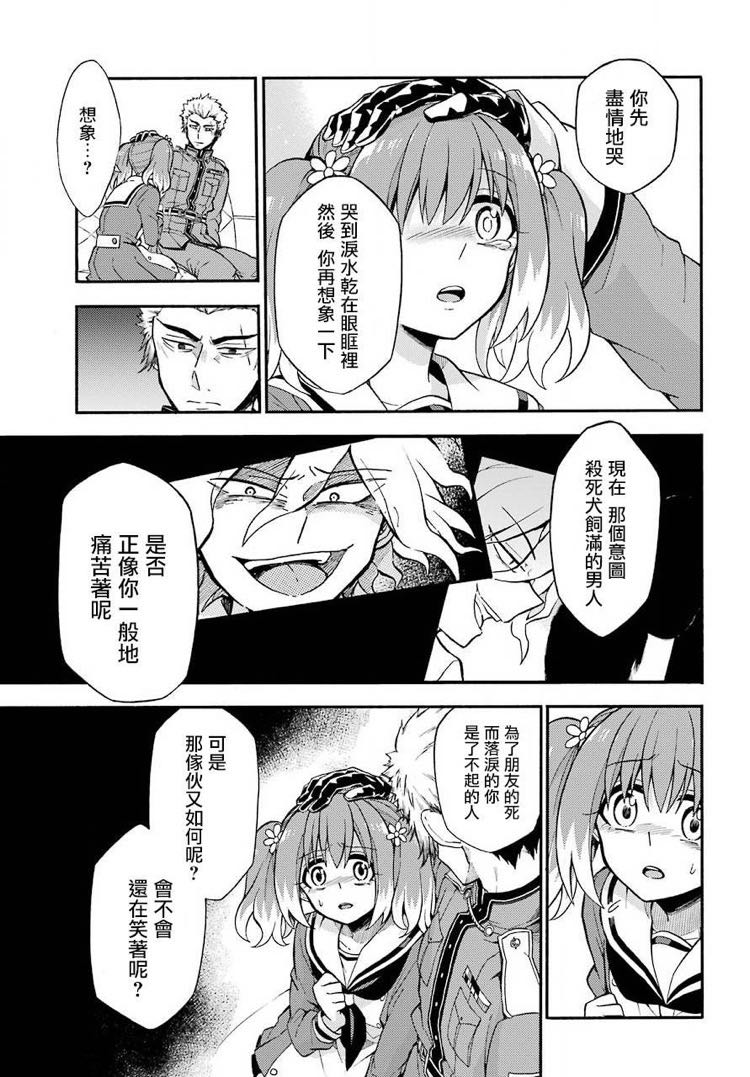 你先
盡情地哭
哭到淚水乾在眼眶裡
然後 你再想象一下
想象…？
現在 那個意圖
殺死犬飼滿的男人
是否
正像你一般地
痛苦著呢
為了朋友的死
而落淚的你
是了不起的人
可是
那傢伙又如何呢？
會不會
還在笑著呢？